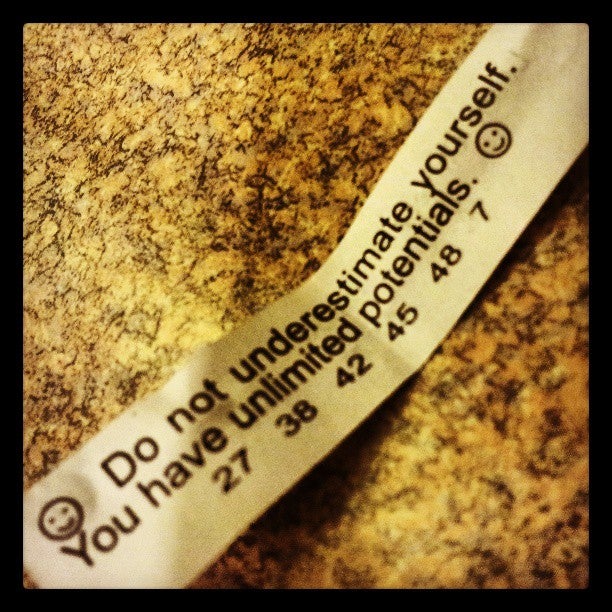 Do not underestimate yourself.
You have unlimited potentials.
27 38 42 45 48 7